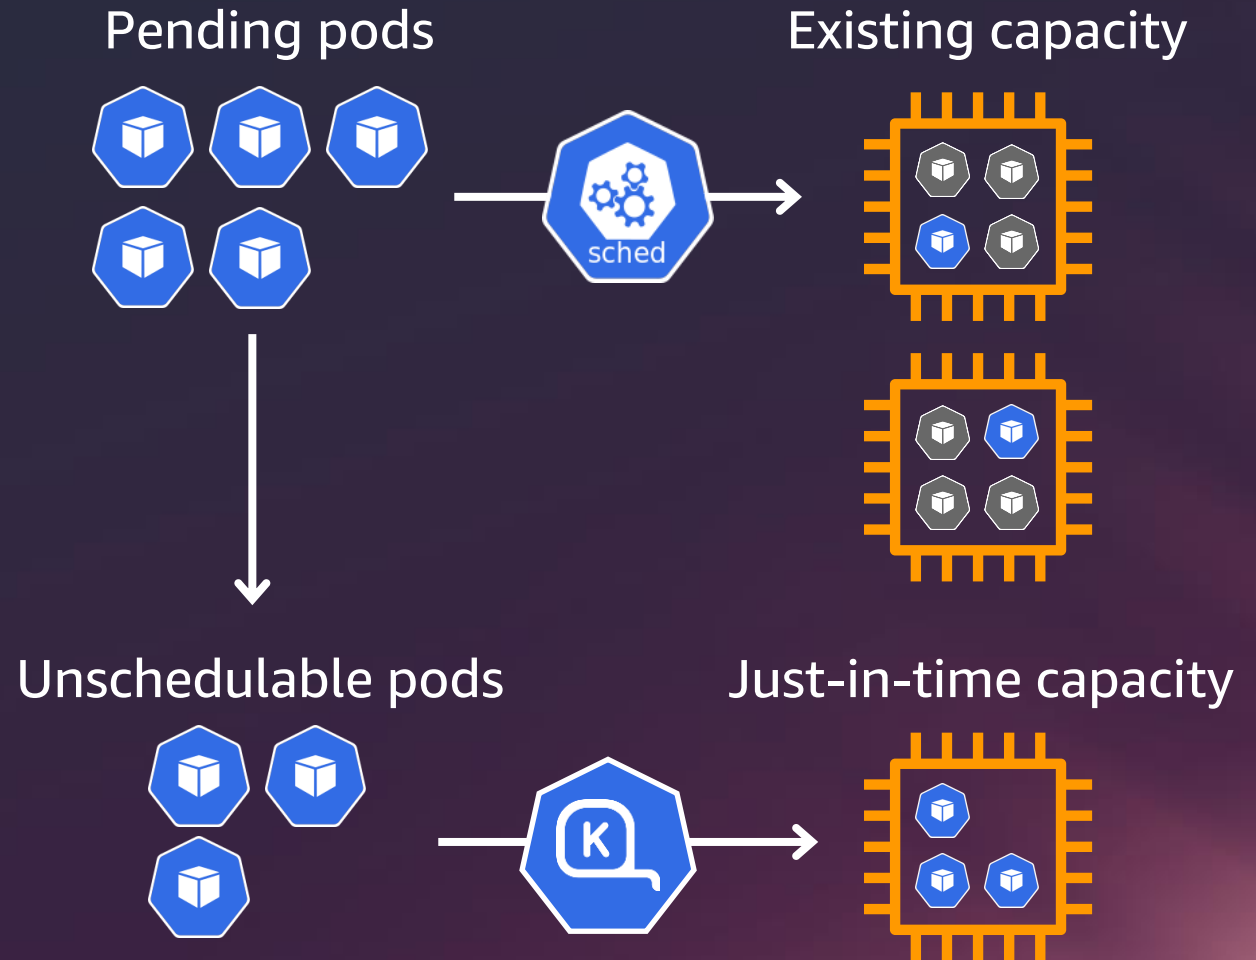 Pending pods
Existing capacity
sched
Unschedulable pods
Just-in-time capacity
K